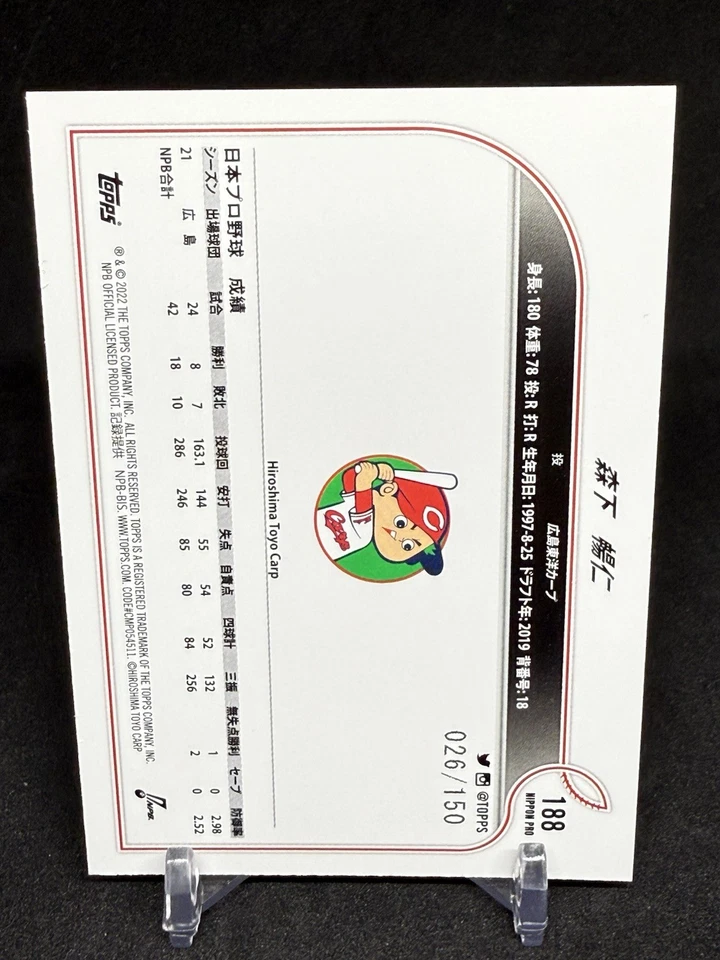 森下 暢仁
188
NIPPON PRO
投 広島東洋カープ
身長: 180 体重: 78 投: R 打: R 生年月日: 1997-8-25 ドラフト年: 2019 背番号: 18
@TOPPS
026/150
C
Carp
Hiroshima Toyo Carp
日本プロ野球 成績
シーズン 出場球団 試合 勝利 敗北 投球回 安打 失点 自責点 四球計 三振 無失点勝利 セーブ 防御率
21 広島 24 8 7 163.1 144 55 54 52 132 1 0 2.98
NPB合計 42 18 10 286 246 85 80 84 256 2 0 2.52
topps
® & © 2022 THE TOPPS COMPANY, INC. ALL RIGHTS RESERVED. TOPPS IS A REGISTERED TRADEMARK OF THE TOPPS COMPANY, INC.
NPB OFFICIAL LICENSED PRODUCT. 記録提供 NPB-BIS. WWW.TOPPS.COM. CODE#CMP054511. ©HIROSHIMA TOYO CARP
NPB